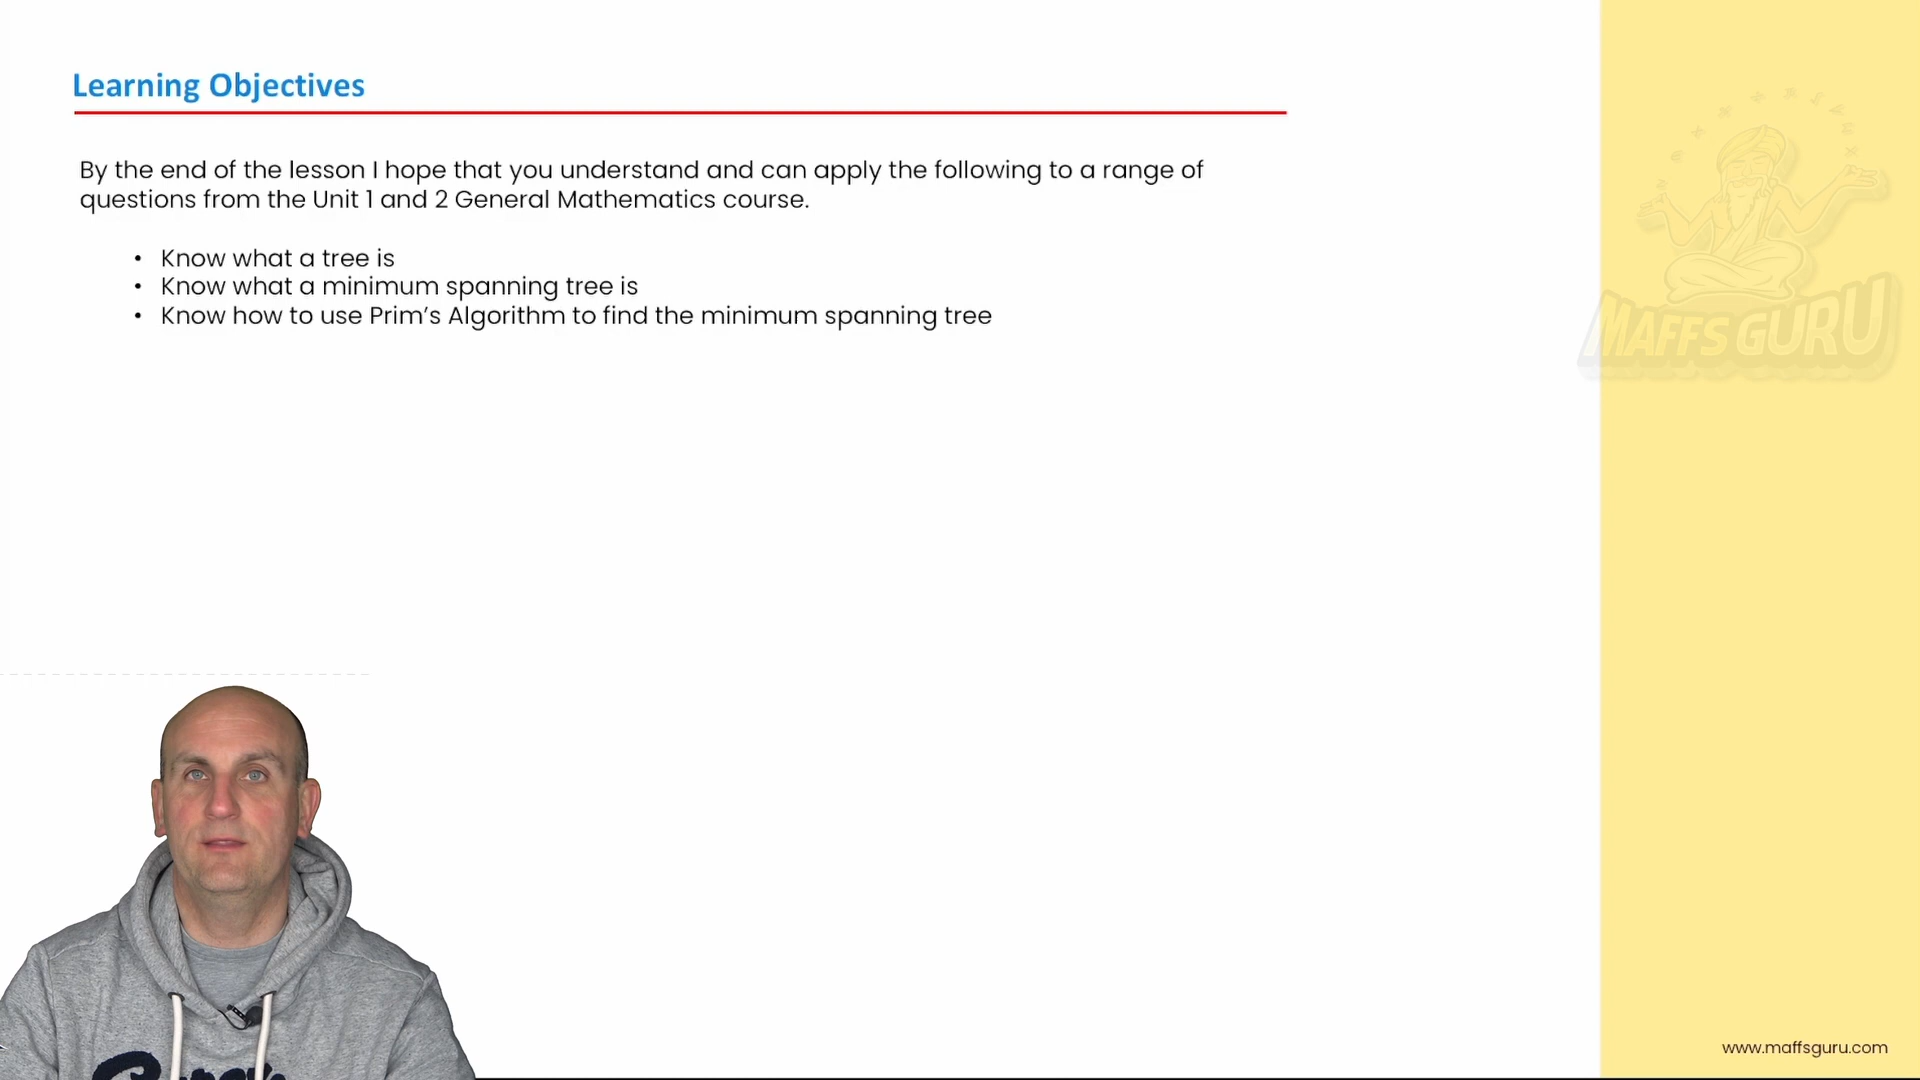 Learning Objectives
By the end of the lesson I hope that you understand and can apply the following to a range of
questions from the Unit 1 and 2 General Mathematics course.
• Know what a tree is
• Know what a minimum spanning tree is
• Know how to use Prim’s Algorithm to find the minimum spanning tree
MAFFS GURU
www.maffsguru.com